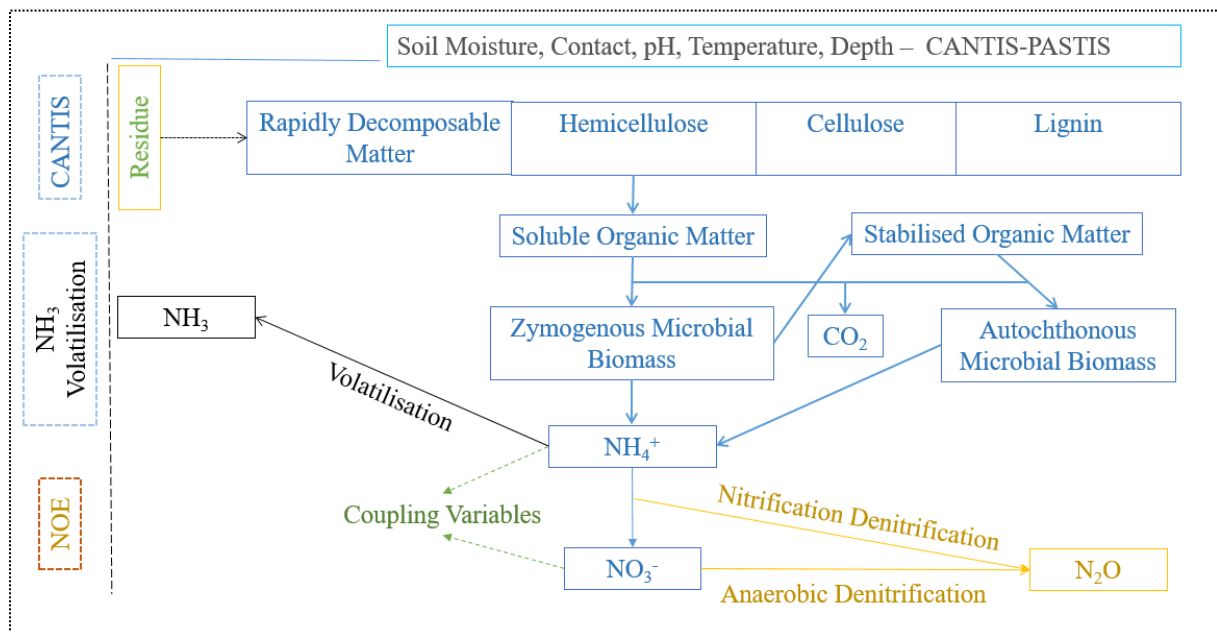 Soil Moisture, Contact, pH, Temperature, Depth – CANTIS-PASTIS
CANTIS
Residue
Rapidly Decomposable
Matter
Hemicellulose
Cellulose
Lignin
Soluble Organic Matter
Stabilised Organic Matter
NH₃
Volatilisation
NH₃
Zymogenous Microbial
Biomass
CO₂
Autochthonous
Microbial Biomass
Volatilisation
NH₄⁺
Coupling Variables
Nitrification Denitrification
NOE
NO₃⁻
Anaerobic Denitrification
N₂O